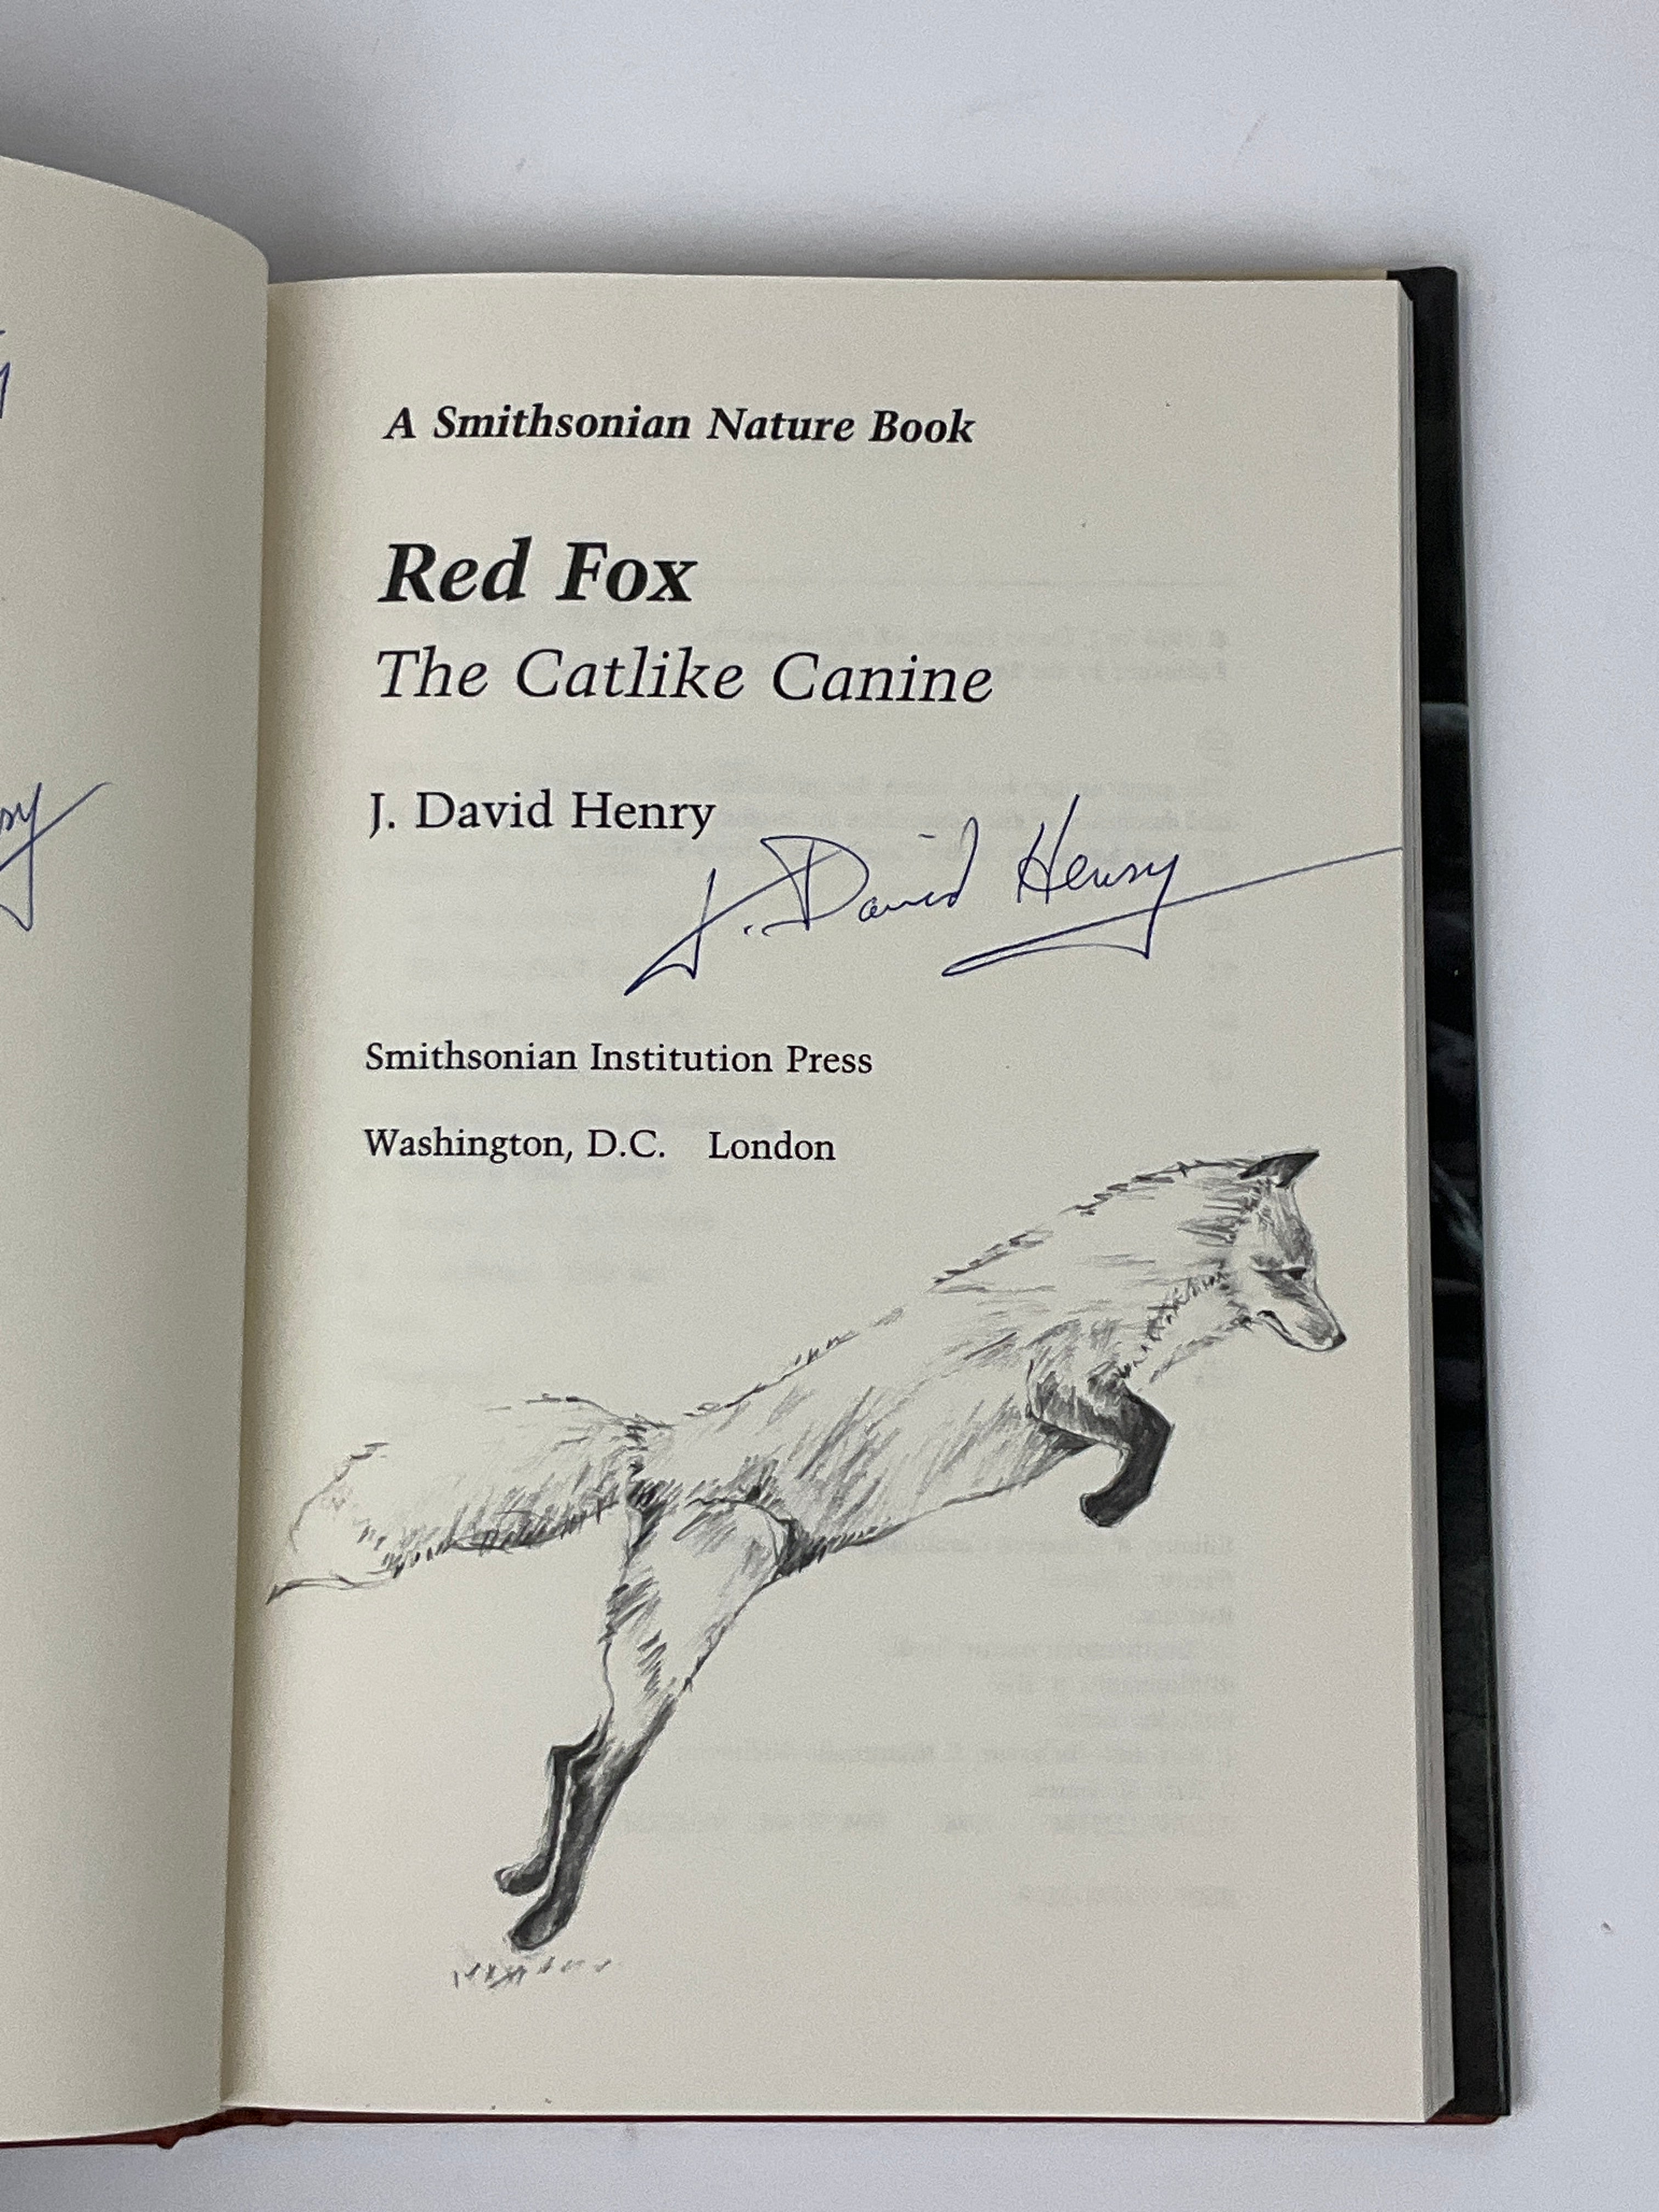 A Smithsonian Nature Book
Red Fox
The Catlike Canine
J. David Henry
J. David Henry
Smithsonian Institution Press
Washington, D.C. London